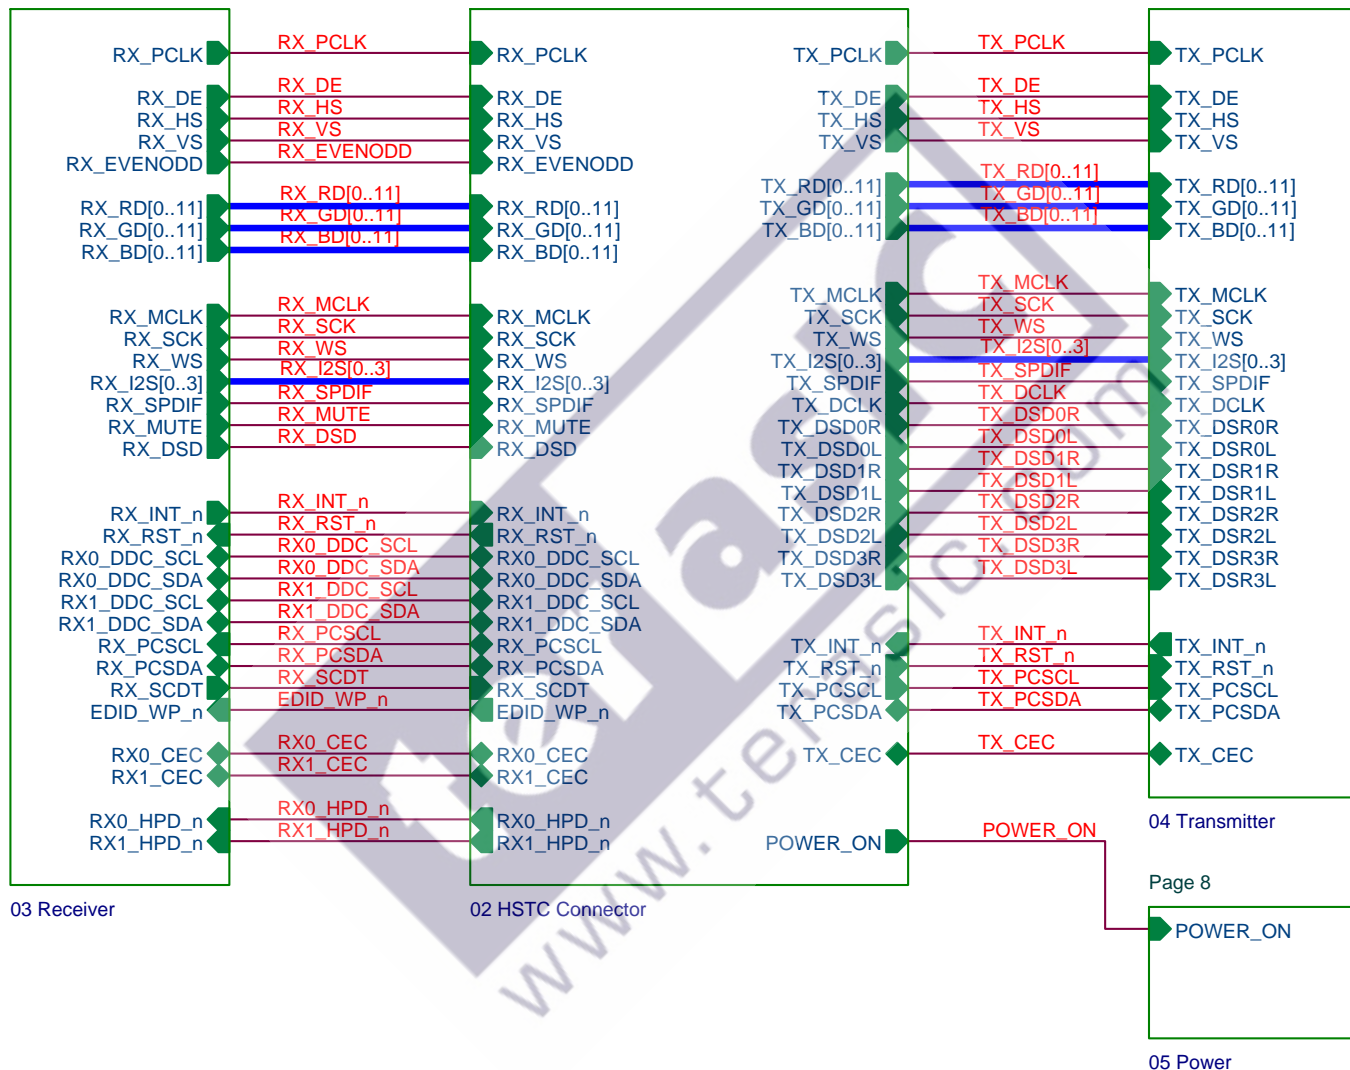 RX_PCLK RX_PCLK RX_PCLK TX_PCLK TX_PCLK TX_PCLK
RX_DE RX_DE RX_DE TX_DE TX_DE TX_DE
RX_HS RX_HS RX_HS TX_HS TX_HS TX_HS
RX_VS RX_VS RX_VS TX_VS TX_VS TX_VS
RX_EVENODD RX_EVENODD RX_EVENODD
RX_RD[0..11] RX_RD[0..11] RX_RD[0..11] TX_RD[0..11] TX_RD[0..11] TX_RD[0..11]
RX_GD[0..11] RX_GD[0..11] RX_GD[0..11] TX_GD[0..11] TX_GD[0..11] TX_GD[0..11]
RX_BD[0..11] RX_BD[0..11] RX_BD[0..11] TX_BD[0..11] TX_BD[0..11] TX_BD[0..11]
RX_MCLK RX_MCLK RX_MCLK TX_MCLK TX_MCLK TX_MCLK
RX_SCK RX_SCK RX_SCK TX_SCK TX_SCK TX_SCK
RX_WS RX_WS RX_WS TX_WS TX_WS TX_WS
RX_I2S[0..3] RX_I2S[0..3] RX_I2S[0..3] TX_I2S[0..3] TX_I2S[0..3] TX_I2S[0..3]
RX_SPDIF RX_SPDIF RX_SPDIF TX_SPDIF TX_SPDIF TX_SPDIF
RX_MUTE RX_MUTE RX_MUTE TX_DCLK TX_DCLK TX_DCLK
RX_DSD RX_DSD RX_DSD TX_DSD0R TX_DSD0R TX_DSR0R
TX_DSD0L TX_DSD0L TX_DSR0L
TX_DSD1R TX_DSD1R TX_DSR1R
TX_DSD1L TX_DSD1L TX_DSR1L
RX_INT_n RX_INT_n RX_INT_n TX_DSD2R TX_DSD2R TX_DSR2R
RX_RST_n RX_RST_n RX_RST_n TX_DSD2L TX_DSD2L TX_DSR2L
RX0_DDC_SCL RX0_DDC_SCL RX0_DDC_SCL TX_DSD3R TX_DSD3R TX_DSR3R
RX0_DDC_SDA RX0_DDC_SDA RX0_DDC_SDA TX_DSD3L TX_DSD3L TX_DSR3L
RX1_DDC_SCL RX1_DDC_SCL RX1_DDC_SCL
RX1_DDC_SDA RX1_DDC_SDA RX1_DDC_SDA
RX_PCSCL RX_PCSCL RX_PCSCL TX_INT_n TX_INT_n TX_INT_n
RX_PCSDA RX_PCSDA RX_PCSDA TX_RST_n TX_RST_n TX_RST_n
RX_SCDT RX_SCDT RX_SCDT TX_PCSCL TX_PCSCL TX_PCSCL
EDID_WP_n EDID_WP_n EDID_WP_n TX_PCSDA TX_PCSDA TX_PCSDA
RX0_CEC RX0_CEC RX0_CEC TX_CEC TX_CEC TX_CEC
RX1_CEC RX1_CEC RX1_CEC
RX0_HPD_n RX0_HPD_n RX0_HPD_n
RX1_HPD_n RX1_HPD_n RX1_HPD_n POWER_ON POWER_ON
04 Transmitter
Page 8
03 Receiver 02 HSTC Connector
POWER_ON
05 Power
terasic
www.terasic.com